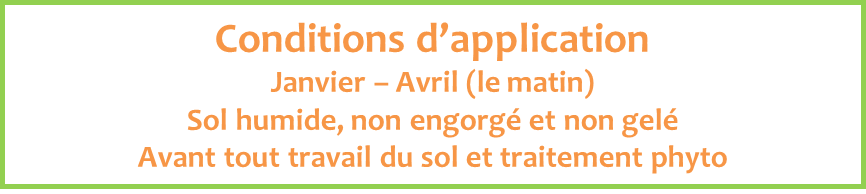 Conditions d’application
Janvier – Avril (le matin)
Sol humide, non engorgé et non gelé
Avant tout travail du sol et traitement phyto